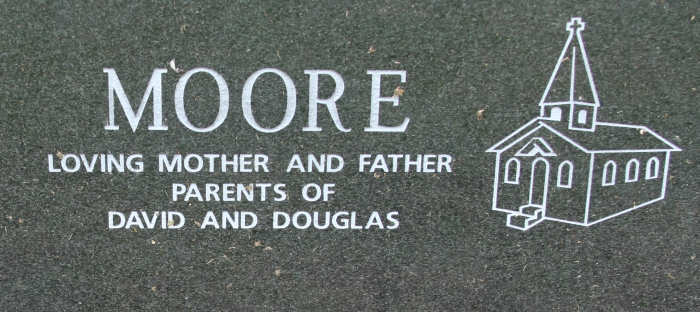 MOORE
LOVING MOTHER AND FATHER
PARENTS OF
DAVID AND DOUGLAS